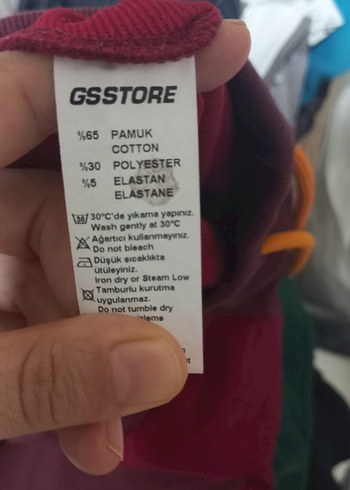 GSSTORE
%65 PAMUK
COTTON
%30 POLYESTER
%5 ELASTAN
ELASTANE
30°C'de yıkama yapınız.
Wash gently at 30°C
Ağartıcı kullanmayınız.
Do not bleach
Düşük sıcaklıkta
ütüleyiniz.
Iron dry or Steam Low
Tamburlu kurutma
uygulanmaz.
Do not tumble dry